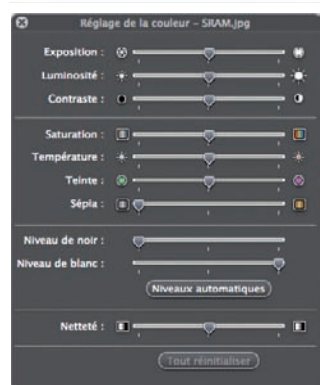 Réglage de la couleur – SRAM.jpg
Exposition :
Luminosité :
Contraste :
Saturation :
Température :
Teinte :
Sépia :
Niveau de noir :
Niveau de blanc :
Niveaux automatiques
Netteté :
Tout réinitialiser